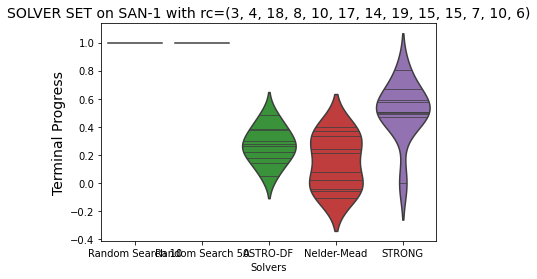 SOLVER SET on SAN-1 with rc=(3, 4, 18, 8, 10, 17, 14, 19, 15, 15, 7, 10, 6)
Terminal Progress
1.0
0.8
0.6
0.4
0.2
0.0
−0.2
−0.4
Random Search 10 Random Search 50 ASTRO-DF Nelder-Mead STRONG
Solvers